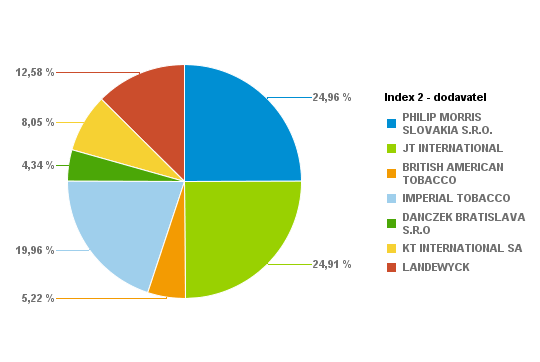 12,58 %
8,05 %
4,34 %
19,96 %
5,22 %
24,96 %
24,91 %
Index 2 - dodavatel
PHILIP MORRIS
SLOVAKIA S.R.O.
JT INTERNATIONAL
BRITISH AMERICAN
TOBACCO
IMPERIAL TOBACCO
DANCZEK BRATISLAVA
S.R.O
KT INTERNATIONAL SA
LANDEWYCK